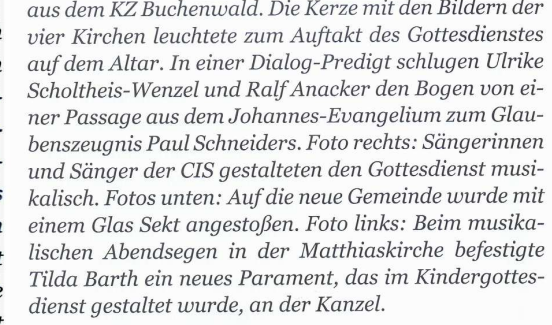 aus dem KZ Buchenwald. Die Kerze mit den Bildern der
vier Kirchen leuchtete zum Auftakt des Gottesdienstes
auf dem Altar. In einer Dialog-Predigt schlugen Ulrike
Scholtheis-Wenzel und Ralf Anacker den Bogen von ei-
ner Passage aus dem Johannes-Evangelium zum Glau-
benszeugnis Paul Schneiders. Foto rechts: Sängerinnen
und Sänger der CIS gestalteten den Gottesdienst musi-
kalisch. Fotos unten: Auf die neue Gemeinde wurde mit
einem Glas Sekt angestoßen. Foto links: Beim musika-
lischen Abendsegen in der Matthiaskirche befestigte
Tilda Barth ein neues Parament, das im Kindergottes-
dienst gestaltet wurde, an der Kanzel.